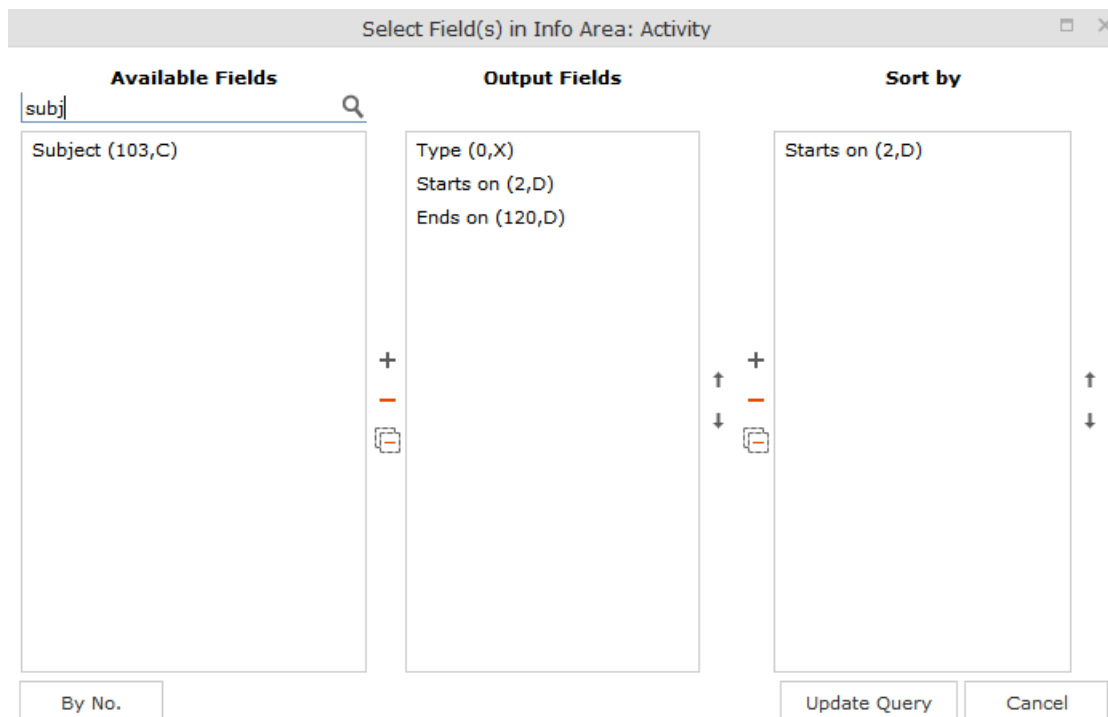 Select Field(s) in Info Area: Activity
Available Fields
Output Fields
Sort by
subj
Subject (103,C)
Type (0,X)
Starts on (2,D)
Ends on (120,D)
Starts on (2,D)
By No.
Update Query
Cancel